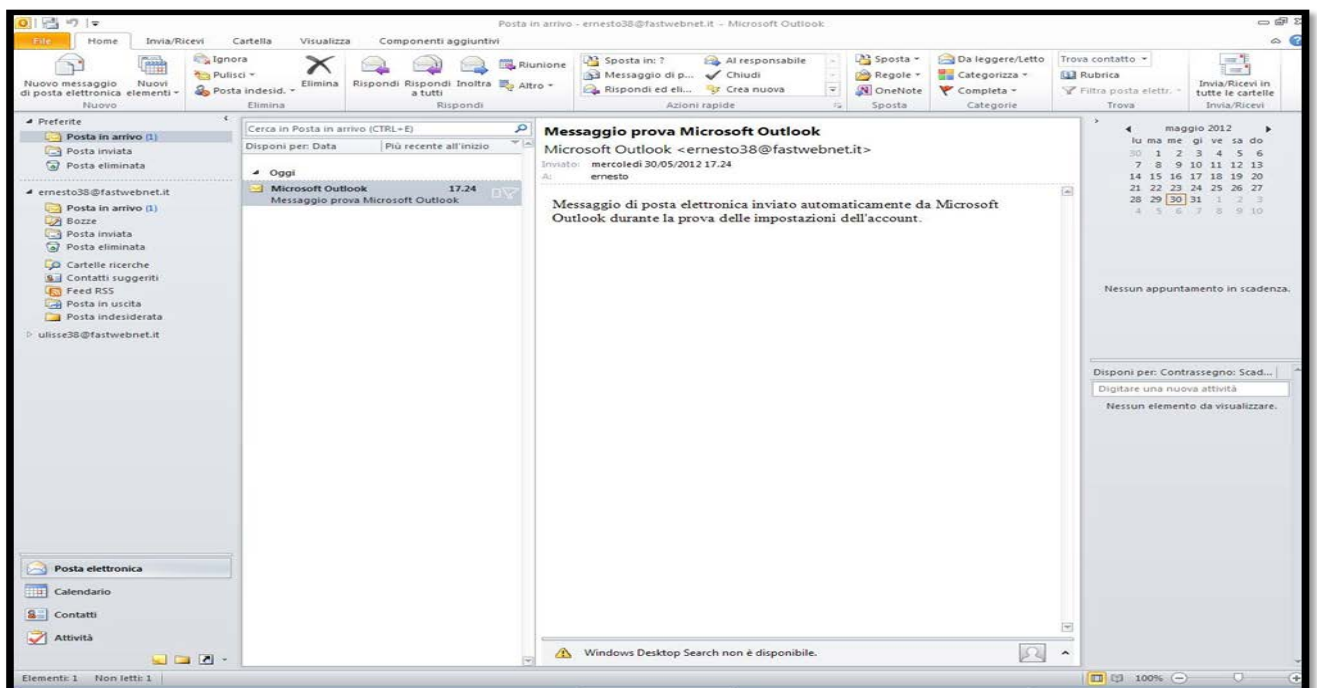 Posta in arrivo - ernesto38@fastwebnet.it - Microsoft Outlook
File Home Invia/Ricevi Cartella Visualizza Componenti aggiuntivi
Nuovo messaggio di posta elettronica
Nuovi elementi
Nuovo
Ignora
Pulisci
Posta indesid.
Elimina
Elimina
Rispondi
Rispondi a tutti
Inoltra
Riunione
Altro
Rispondi
Sposta in: ?
Messaggio di p...
Rispondi ed eli...
Al responsabile
Chiudi
Crea nuova
Azioni rapide
Sposta
Regole
OneNote
Sposta
Da leggere/Letto
Categorizza
Completa
Categorie
Trova contatto
Rubrica
Filtra posta elettr.
Trova
Invia/Ricevi in
tutte le cartelle
Invia/Ricevi
Preferite
Posta in arrivo (1)
Posta inviata
Posta eliminata
ernesto38@fastwebnet.it
Posta in arrivo (1)
Bozze
Posta inviata
Posta eliminata
Cartelle ricerche
Contatti suggeriti
Feed RSS
Posta in uscita
Posta indesiderata
ulisse38@fastwebnet.it
Posta elettronica
Calendario
Contatti
Attività
Cerca in Posta in arrivo (CTRL+E)
Disponi per: Data Più recente all'inizio
Oggi
Microsoft Outlook 17.24
Messaggio prova Microsoft Outlook
Messaggio prova Microsoft Outlook
Microsoft Outlook <ernesto38@fastwebnet.it>
Inviato: mercoledì 30/05/2012 17.24
A: ernesto
Messaggio di posta elettronica inviato automaticamente da Microsoft
Outlook durante la prova delle impostazioni dell'account.
Windows Desktop Search non è disponibile.
maggio 2012
lu ma me gi ve sa do
30 1 2 3 4 5 6
7 8 9 10 11 12 13
14 15 16 17 18 19 20
21 22 23 24 25 26 27
28 29 30 31 1 2 3
4 5 6 7 8 9 10
Nessun appuntamento in scadenza.
Disponi per: Contrassegno: Scad...
Digitare una nuova attività
Nessun elemento da visualizzare.
Elementi: 1 Non letti: 1
100%